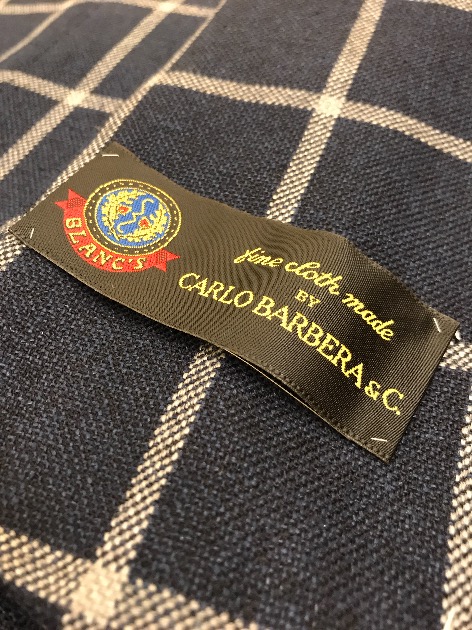 BLANC'S
fine cloth made
BY
CARLO BARBERA & C.